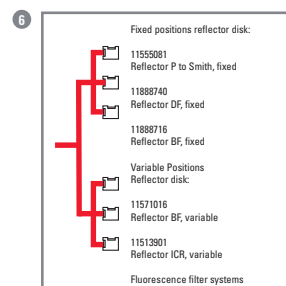 6
Fixed positions reflector disk:
11555081
Reflector P to Smith, fixed
11888740
Reflector DF, fixed
11888716
Reflector BF, fixed
Variable Positions
Reflector disk:
11571016
Reflector BF, variable
11513901
Reflector ICR, variable
Fluorescence filter systems